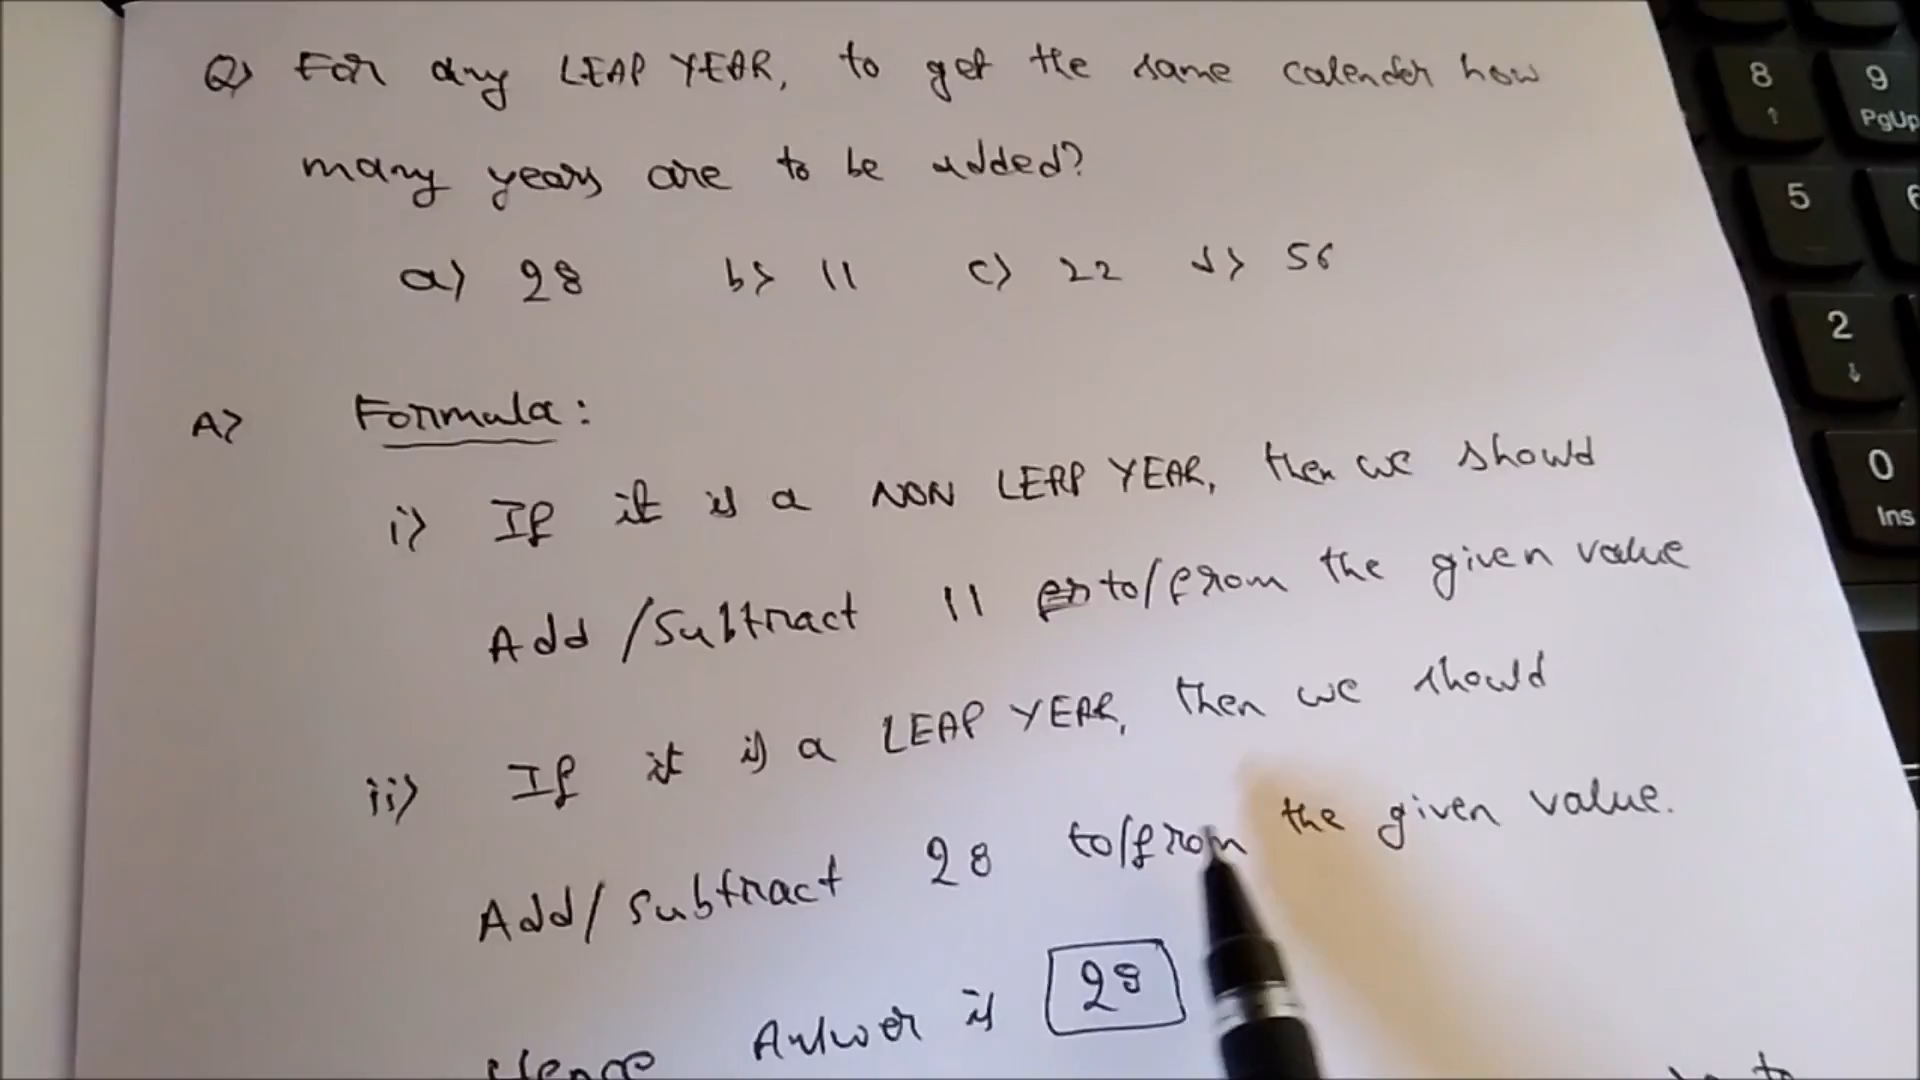 Q) For any LEAP YEAR, to get the same calender how
many years are to be added?
a) 28 b) 11 c) 22 d) 56
A) Formula:
i) If it is a NON LEAP YEAR, then we should
Add/Subtract 11 to/from the given value
ii) If it is a LEAP YEAR, then we should
Add/Subtract 28 to/from the given value.
Hence Answer is 28
8 ↑
9 PgUp
5
6
2 ↓
0 Ins